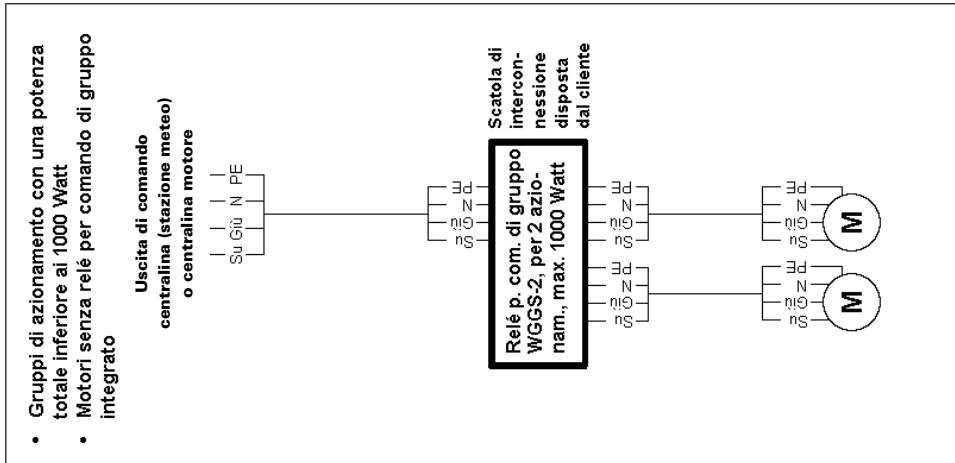 • Gruppi di azionamento con una potenza
totale inferiore ai 1000 Watt
• Motori senza relé per comando di gruppo
integrato
Uscita di comando
centralina (stazione meteo)
o centralina motore
Su Giù N PE
Su Giù N PE
Scatola di
intercon-
nessione
disposta
dal cliente
Relé p. com. di gruppo
WGGS-2, per 2 azio-
nam., max. 1000 Watt
Su Giù N PE
Su Giù N PE
Su Giù N PE
Su Giù N PE
M
M